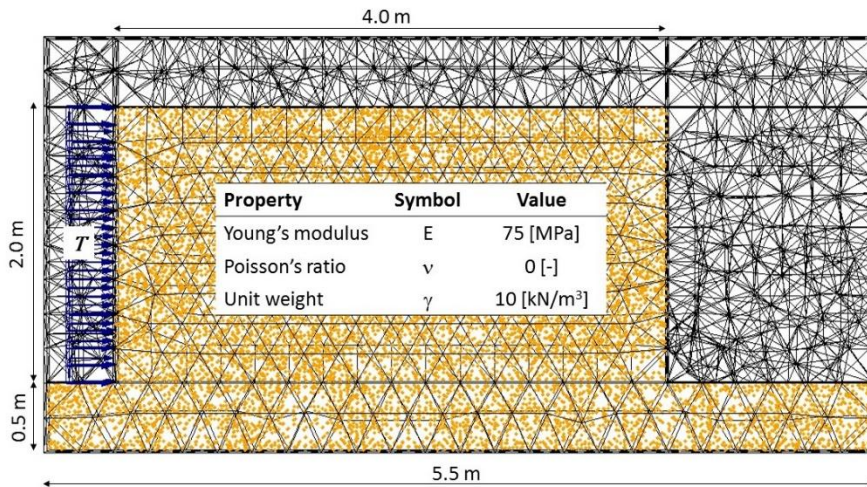 4.0 m
2.0 m
T
Property Symbol Value
Young's modulus E 75 [MPa]
Poisson's ratio ν 0 [-]
Unit weight γ 10 [kN/m³]
0.5 m
5.5 m